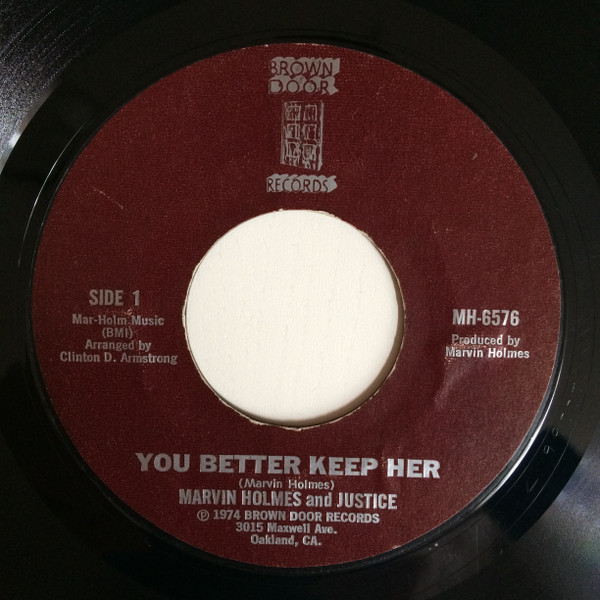 BROWN
DOOR
RECORDS
SIDE 1
Mar-Holm Music
(BMI)
Arranged by
Clinton D. Armstrong
MH-6576
Produced by
Marvin Holmes
YOU BETTER KEEP HER
(Marvin Holmes)
MARVIN HOLMES and JUSTICE
℗ 1974 BROWN DOOR RECORDS
3015 Maxwell Ave.
Oakland, CA.